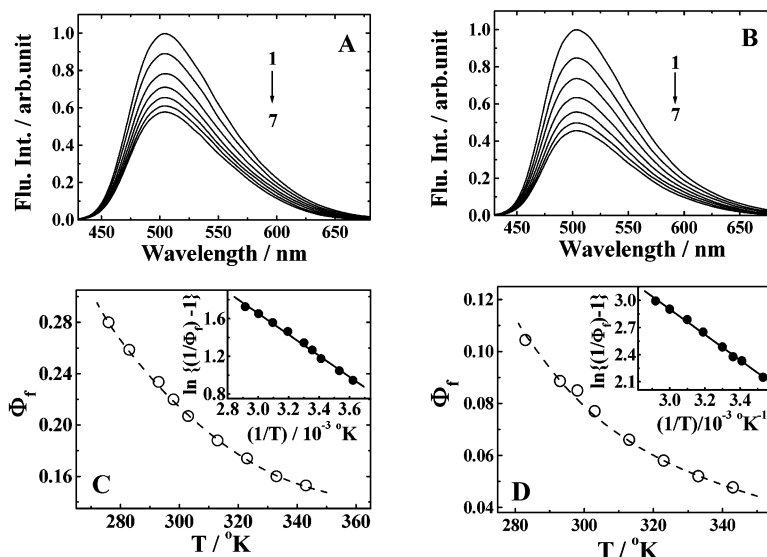 A
1
7
Flu. Int. / arb.unit
1.0
0.8
0.6
0.4
0.2
0.0
450 500 550 600 650
Wavelength / nm
B
1
7
Flu. Int. / arb.unit
1.0
0.8
0.6
0.4
0.2
0.0
450 500 550 600 650
Wavelength / nm
C
Φf
0.28
0.24
0.20
0.16
280 300 320 340 360
T / °K
ln {(1/Φf) -1}
1.6
1.2
0.8
2.8 3.0 3.2 3.4 3.6
(1/T) / 10-3 °K
D
Φf
0.12
0.10
0.08
0.06
0.04
280 300 320 340
T / °K
ln{(1/Φf)-1}
3.0
2.7
2.4
2.1
3.0 3.2 3.4
(1/T)/10-3 °K-1